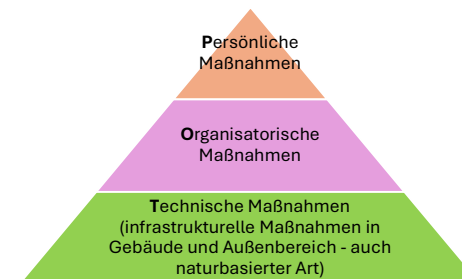 Persönliche
Maßnahmen
Organisatorische
Maßnahmen
Technische Maßnahmen
(infrastrukturelle Maßnahmen in
Gebäude und Außenbereich - auch
naturbasierter Art)